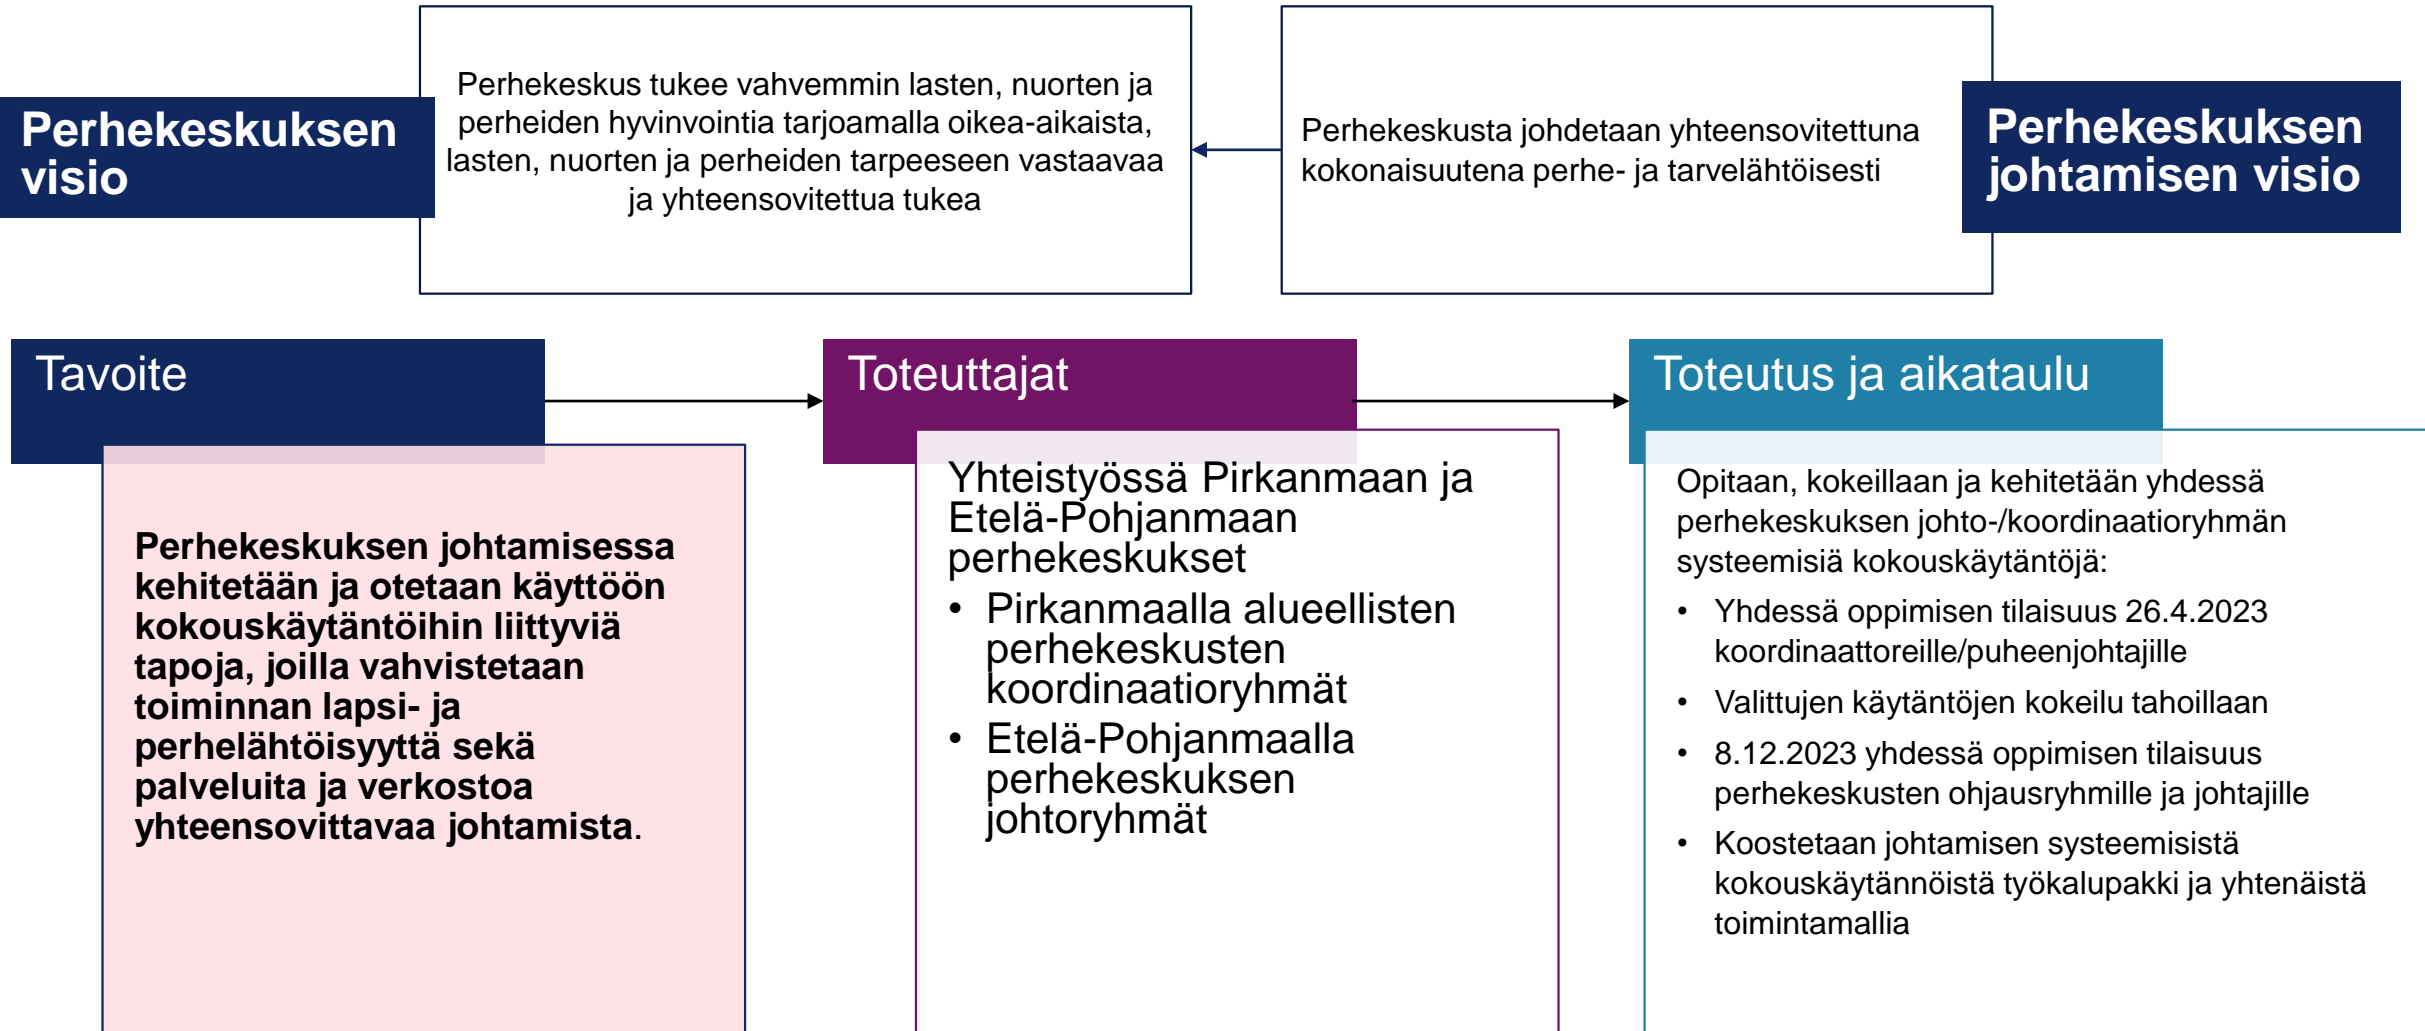 Perhekeskuksen
visio
Perhekeskus tukee vahvemmin lasten, nuorten ja
perheiden hyvinvointia tarjoamalla oikea-aikaista,
lasten, nuorten ja perheiden tarpeeseen vastaavaa
ja yhteensovitettua tukea
Perhekeskusta johdetaan yhteensovitettuna
kokonaisuutena perhe- ja tarvelähtöisesti
Perhekeskuksen
johtamisen visio
Tavoite
Perhekeskuksen johtamisessa
kehitetään ja otetaan käyttöön
kokouskäytäntöihin liittyviä
tapoja, joilla vahvistetaan
toiminnan lapsi- ja
perhelähtöisyyttä sekä
palveluita ja verkostoa
yhteensovittavaa johtamista.
Toteuttajat
Yhteistyössä Pirkanmaan ja
Etelä-Pohjanmaan
perhekeskukset
• Pirkanmaalla alueellisten
perhekeskusten
koordinaatioryhmät
• Etelä-Pohjanmaalla
perhekeskuksen
johtoryhmät
Toteutus ja aikataulu
Opitaan, kokeillaan ja kehitetään yhdessä
perhekeskuksen johto-/koordinaatioryhmän
systeemisiä kokouskäytäntöjä:
• Yhdessä oppimisen tilaisuus 26.4.2023
koordinaattoreille/puheenjohtajille
• Valittujen käytäntöjen kokeilu tahoillaan
• 8.12.2023 yhdessä oppimisen tilaisuus
perhekeskusten ohjausryhmille ja johtajille
• Koostetaan johtamisen systeemisistä
kokouskäytännöistä työkalupakki ja yhtenäistä
toimintamallia